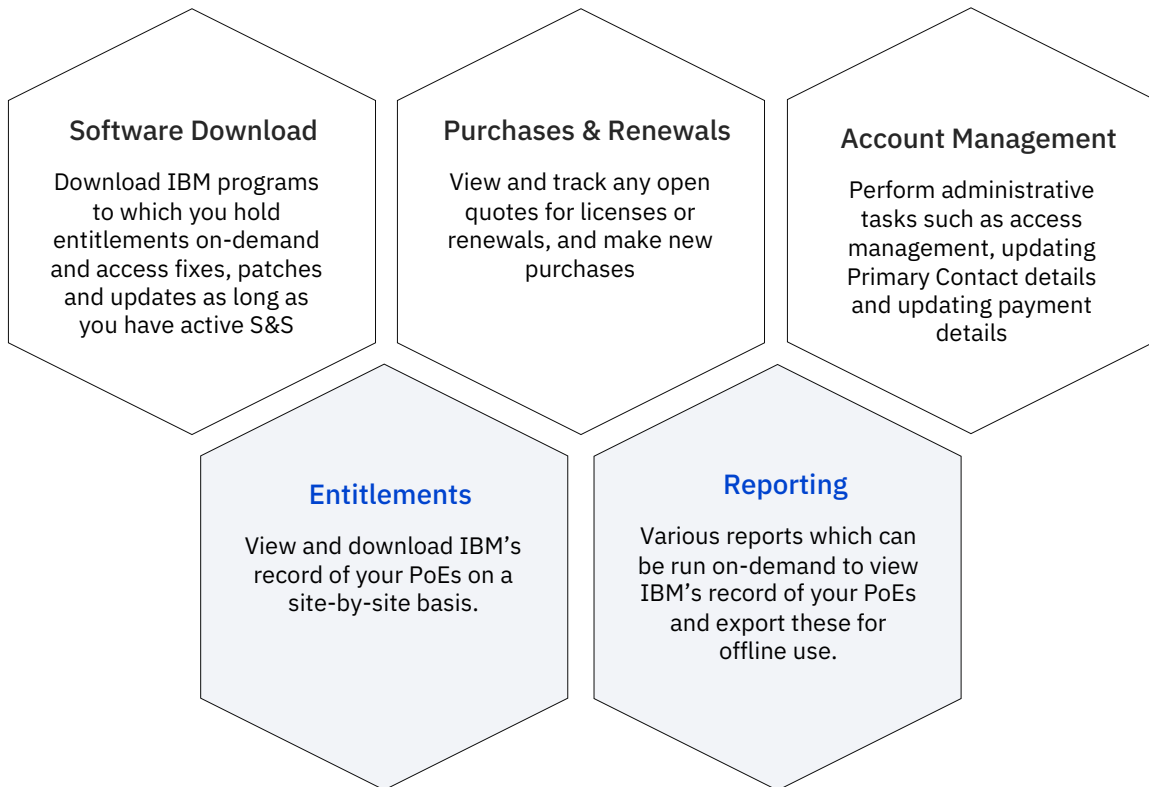 Software Download
Download IBM programs
to which you hold
entitlements on-demand
and access fixes, patches
and updates as long as
you have active S&S
Purchases & Renewals
View and track any open
quotes for licenses or
renewals, and make new
purchases
Account Management
Perform administrative
tasks such as access
management, updating
Primary Contact details
and updating payment
details
Entitlements
View and download IBM’s
record of your PoEs on a
site-by-site basis.
Reporting
Various reports which can
be run on-demand to view
IBM’s record of your PoEs
and export these for
offline use.